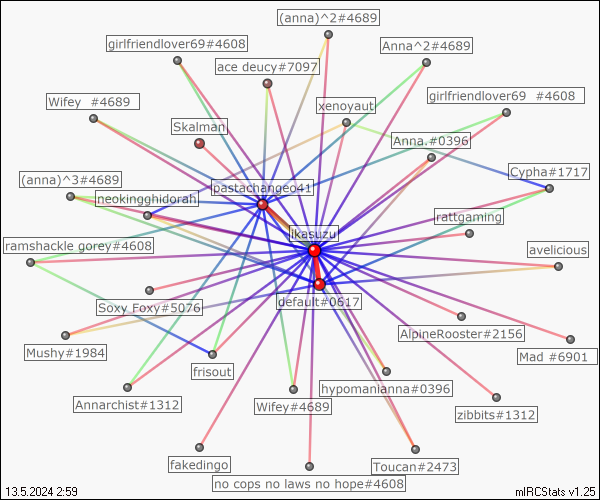 (anna)^2#4689
girlfriendlover69#4608
Anna^2#4689
ace deucy#7097
Wifey  #4689
xenoyaut
girlfriendlover69  #4608
Skalman
Anna.#0396
(anna)^3#4689
Cypha#1717
pastachangeo41
neokingghidorah
rattgaming
ikasuzu
ramshackle gorey#4608
avelicious
Soxy Foxy#5076
default#0617
AlpineRooster#2156
Mushy#1984
Mad #6901
frisout
hypomanianna#0396
Annarchist#1312
Wifey#4689
zibbits#1312
fakedingo
Toucan#2473
no cops no laws no hope#4608
13.5.2024 2:59
mIRCStats v1.25